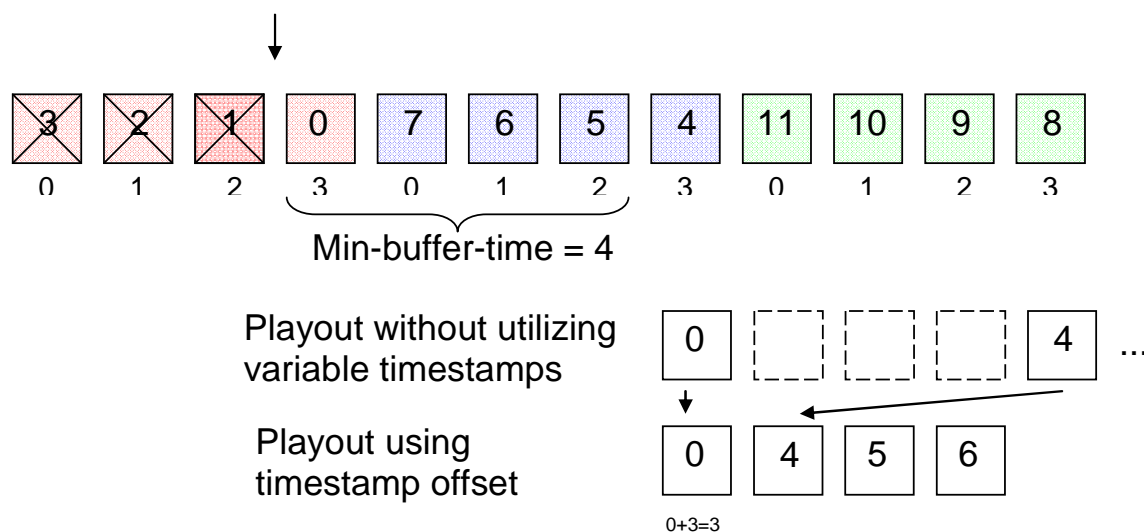 3 2 1 0 7 6 5 4 11 10 9 8
0 1 2 3 0 1 2 3 0 1 2 3
Min-buffer-time = 4
Playout without utilizing
variable timestamps
0 4 ...
Playout using
timestamp offset
0 4 5 6
0+3=3